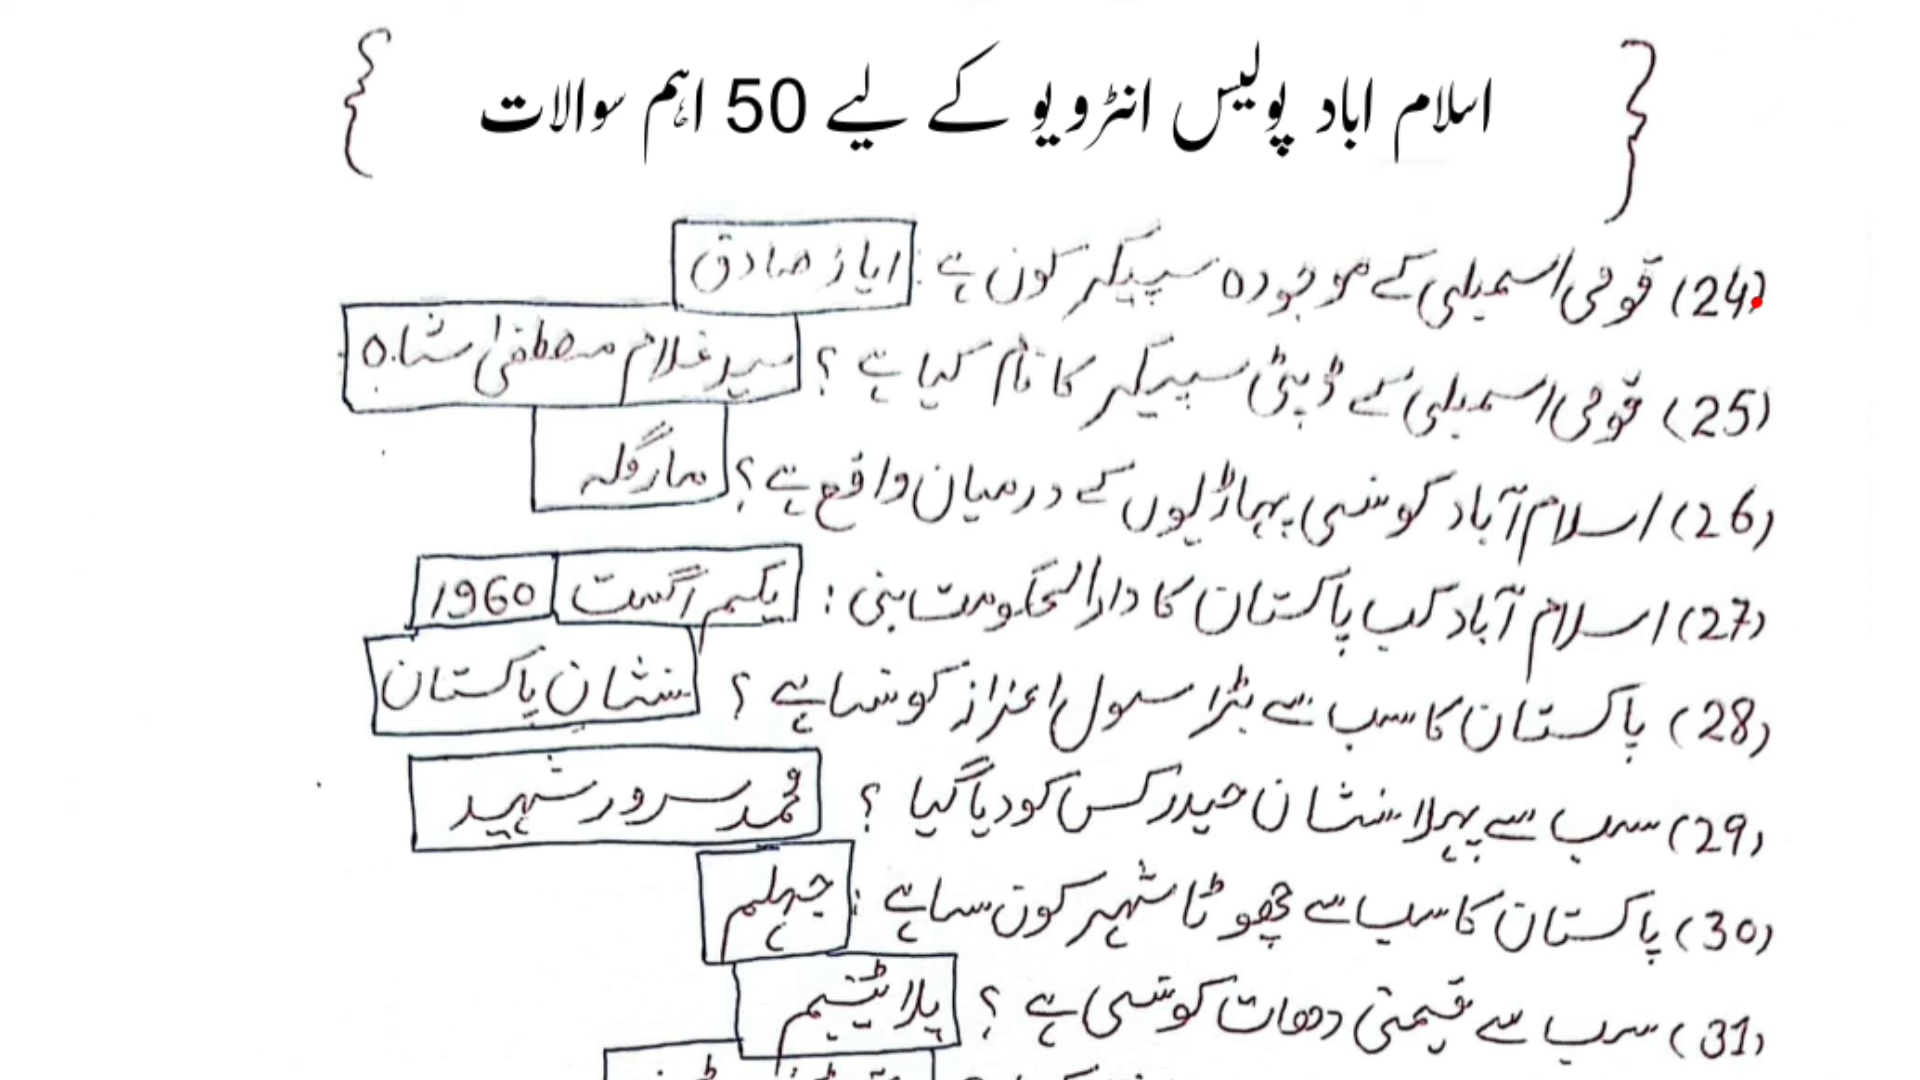 اسلام اباد پولیس انٹرویو کے لیے 50 اہم سوالات
(24) قومی اسمبلی کے موجودہ سپیکر کون ہے : ایاز صادق
(25) قومی اسمبلی کے ڈپٹی سپیکر کا نام کیا ہے ؟ سید غلام مصطفیٰ شاہ
(26) اسلام آباد کونسی پہاڑیوں کے درمیان واقع ہے ؟ مارگلہ
(27) اسلام آباد کب پاکستان کا دارالحکومت بنی : یکم اگست 1960
(28) پاکستان کا سب سے بڑا سول اعزاز کونسا ہے ؟ نشان پاکستان
(29) سب سے پہلا نشان حیدر کس کو دیا گیا ؟ محمد سرور شہید
(30) پاکستان کا سب سے چھوٹا شہر کون سا ہے : جہلم
(31) سب سے قیمتی دھات کونسی ہے ؟ پلاٹینیم